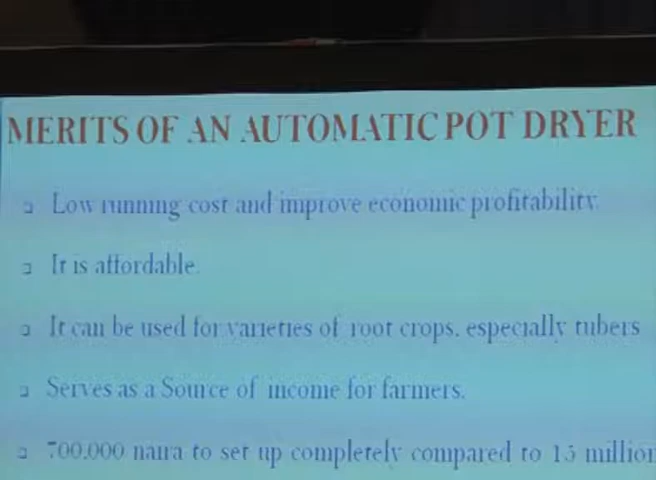 MERITS OF AN AUTOMATIC POT DRYER
Low running cost and improve economic profitability.
It is affordable.
It can be used for varieties of root crops, especially tubers
Serves as a Source of income for farmers.
700,000 naira to set up completely compared to 15 million